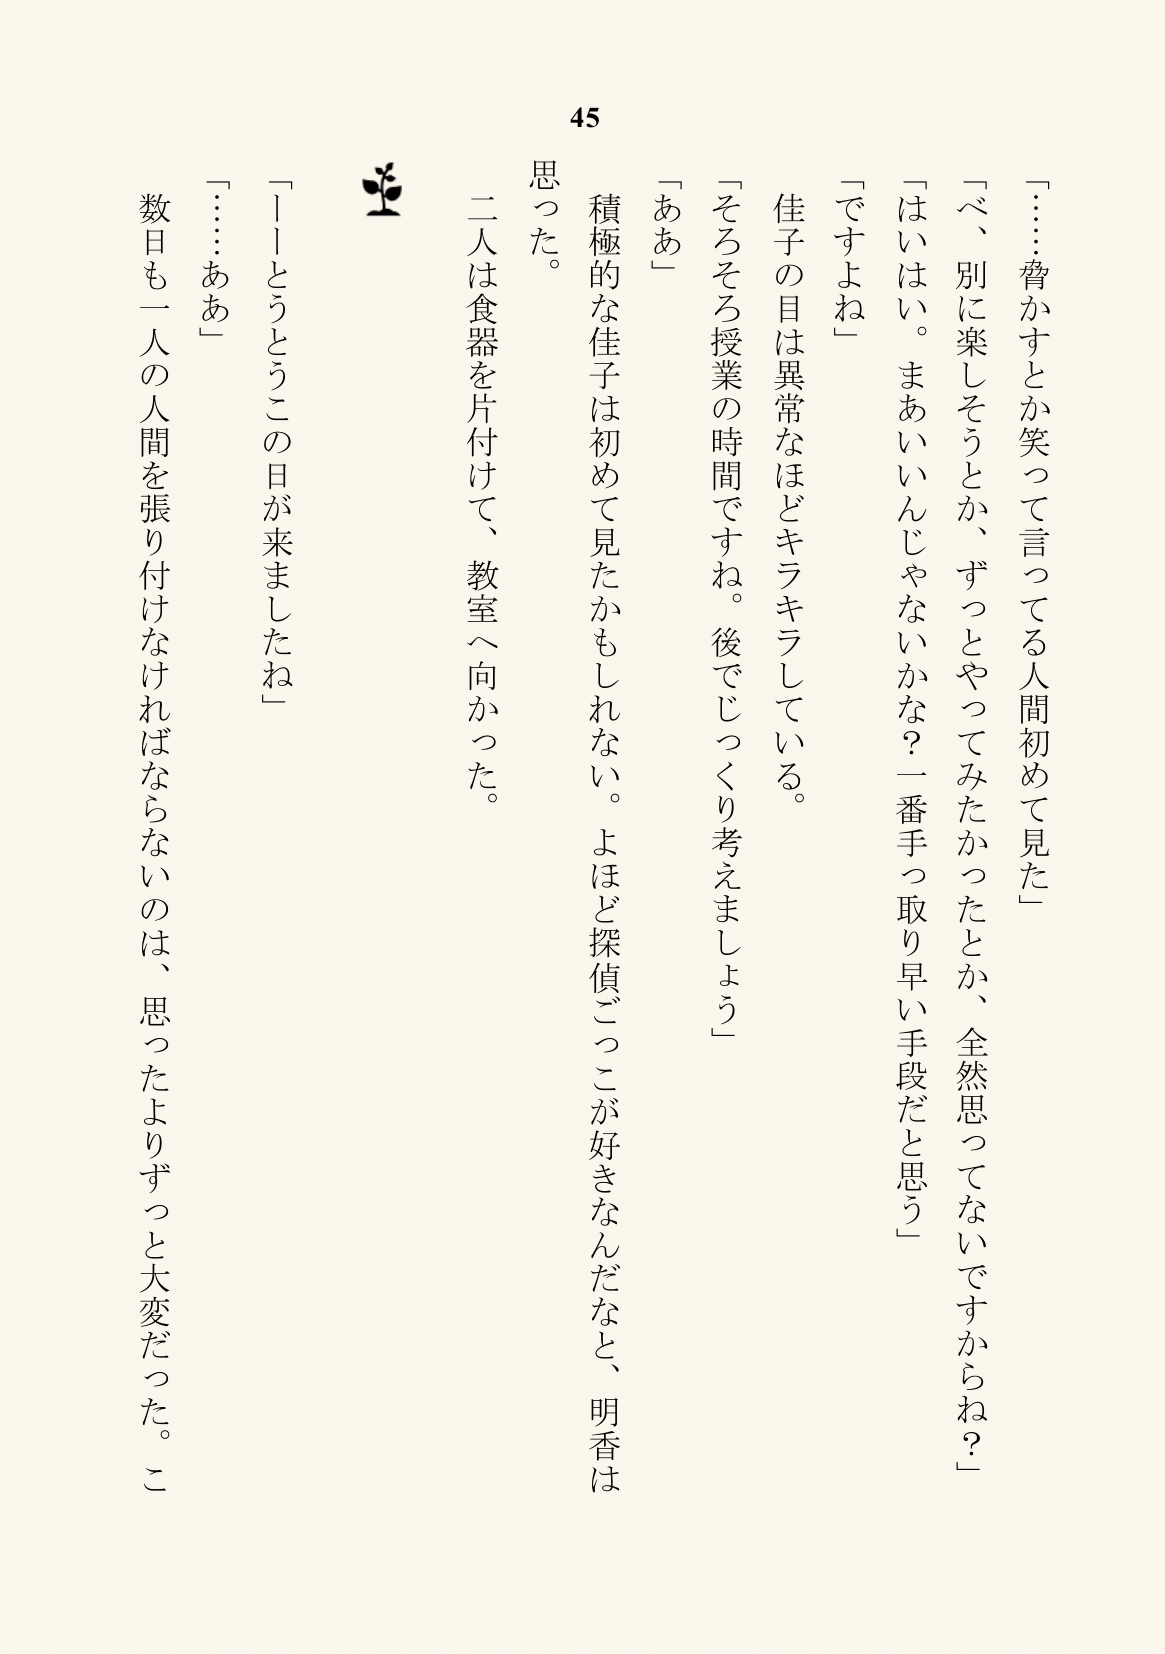 45
「……脅かすとか笑って言ってる人間初めて見た」
「べ、別に楽しそうとか、ずっとやってみたかったとか、全然思ってないですからね？」
「はいはい。まあいいんじゃないかな？一番手っ取り早い手段だと思う」
「ですよね」
佳子の目は異常なほどキラキラしている。
「そろそろ授業の時間ですね。後でじっくり考えましょう」
「ああ」
積極的な佳子は初めて見たかもしれない。よほど探偵ごっこが好きなんだなと、明香は
思った。
二人は食器を片付けて、教室へ向かった。
「ーーとうとうこの日が来ましたね」
「……ああ」
数日も一人の人間を張り付けなければならないのは、思ったよりずっと大変だった。こ